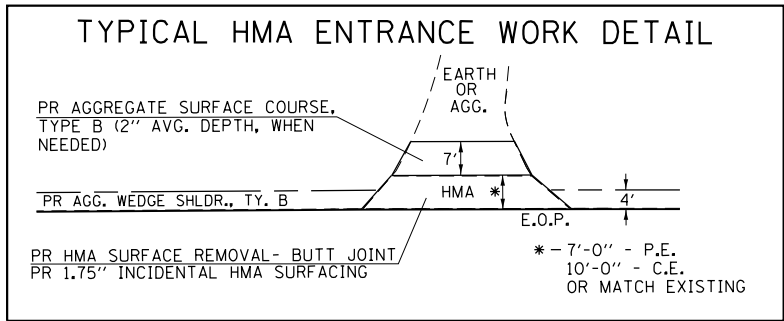 TYPICAL HMA ENTRANCE WORK DETAIL
EARTH
OR
AGG.
PR AGGREGATE SURFACE COURSE,
TYPE B (2" AVG. DEPTH, WHEN
NEEDED)
7'
HMA *
PR AGG. WEDGE SHLDR., TY. B
4'
E.O.P.
PR HMA SURFACE REMOVAL- BUTT JOINT
PR 1.75" INCIDENTAL HMA SURFACING
* - 7'-0" - P.E.
10'-0" - C.E.
OR MATCH EXISTING